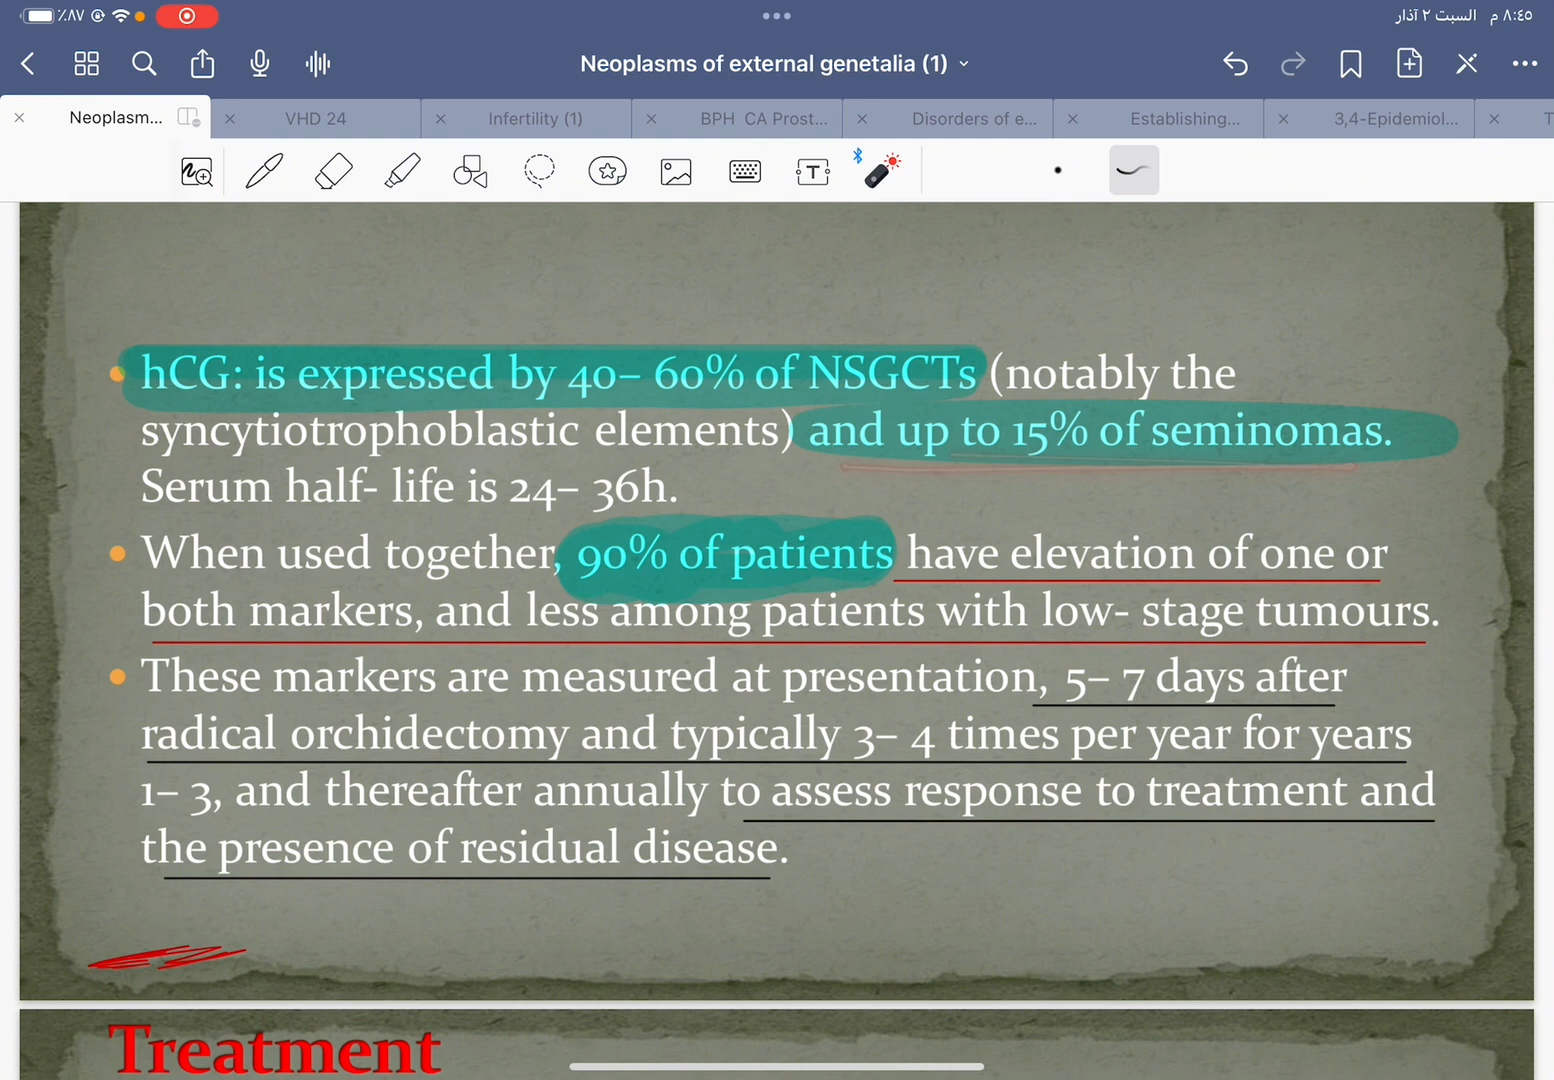 ٪٨٧
السبت ٢ آذار ٨:٤٥ م
Neoplasms of external genetalia (1)
Neoplasm...
VHD 24
Infertility (1)
BPH CA Prost...
Disorders of e...
Establishing...
3,4-Epidemiol...
T
hCG: is expressed by 40– 60% of NSGCTs (notably the
syncytiotrophoblastic elements) and up to 15% of seminomas.
Serum half- life is 24– 36h.
When used together, 90% of patients have elevation of one or
both markers, and less among patients with low- stage tumours.
These markers are measured at presentation, 5– 7 days after
radical orchidectomy and typically 3– 4 times per year for years
1– 3, and thereafter annually to assess response to treatment and
the presence of residual disease.
Treatment